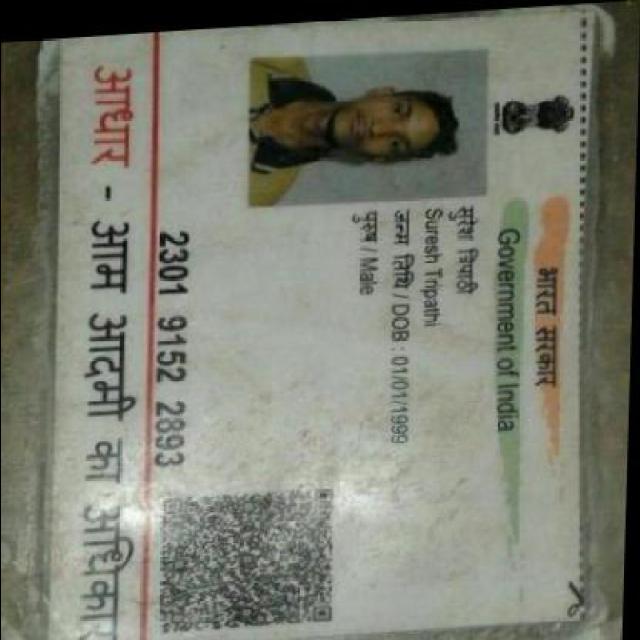 भारत सरकार
Government of India
सुरेश त्रिपाठी
Suresh Tripathi
जन्म तिथि / DOB : 01/01/1999
पुरुष / Male
2301 9152 2893
आधार - आम आदमी का अधिकार